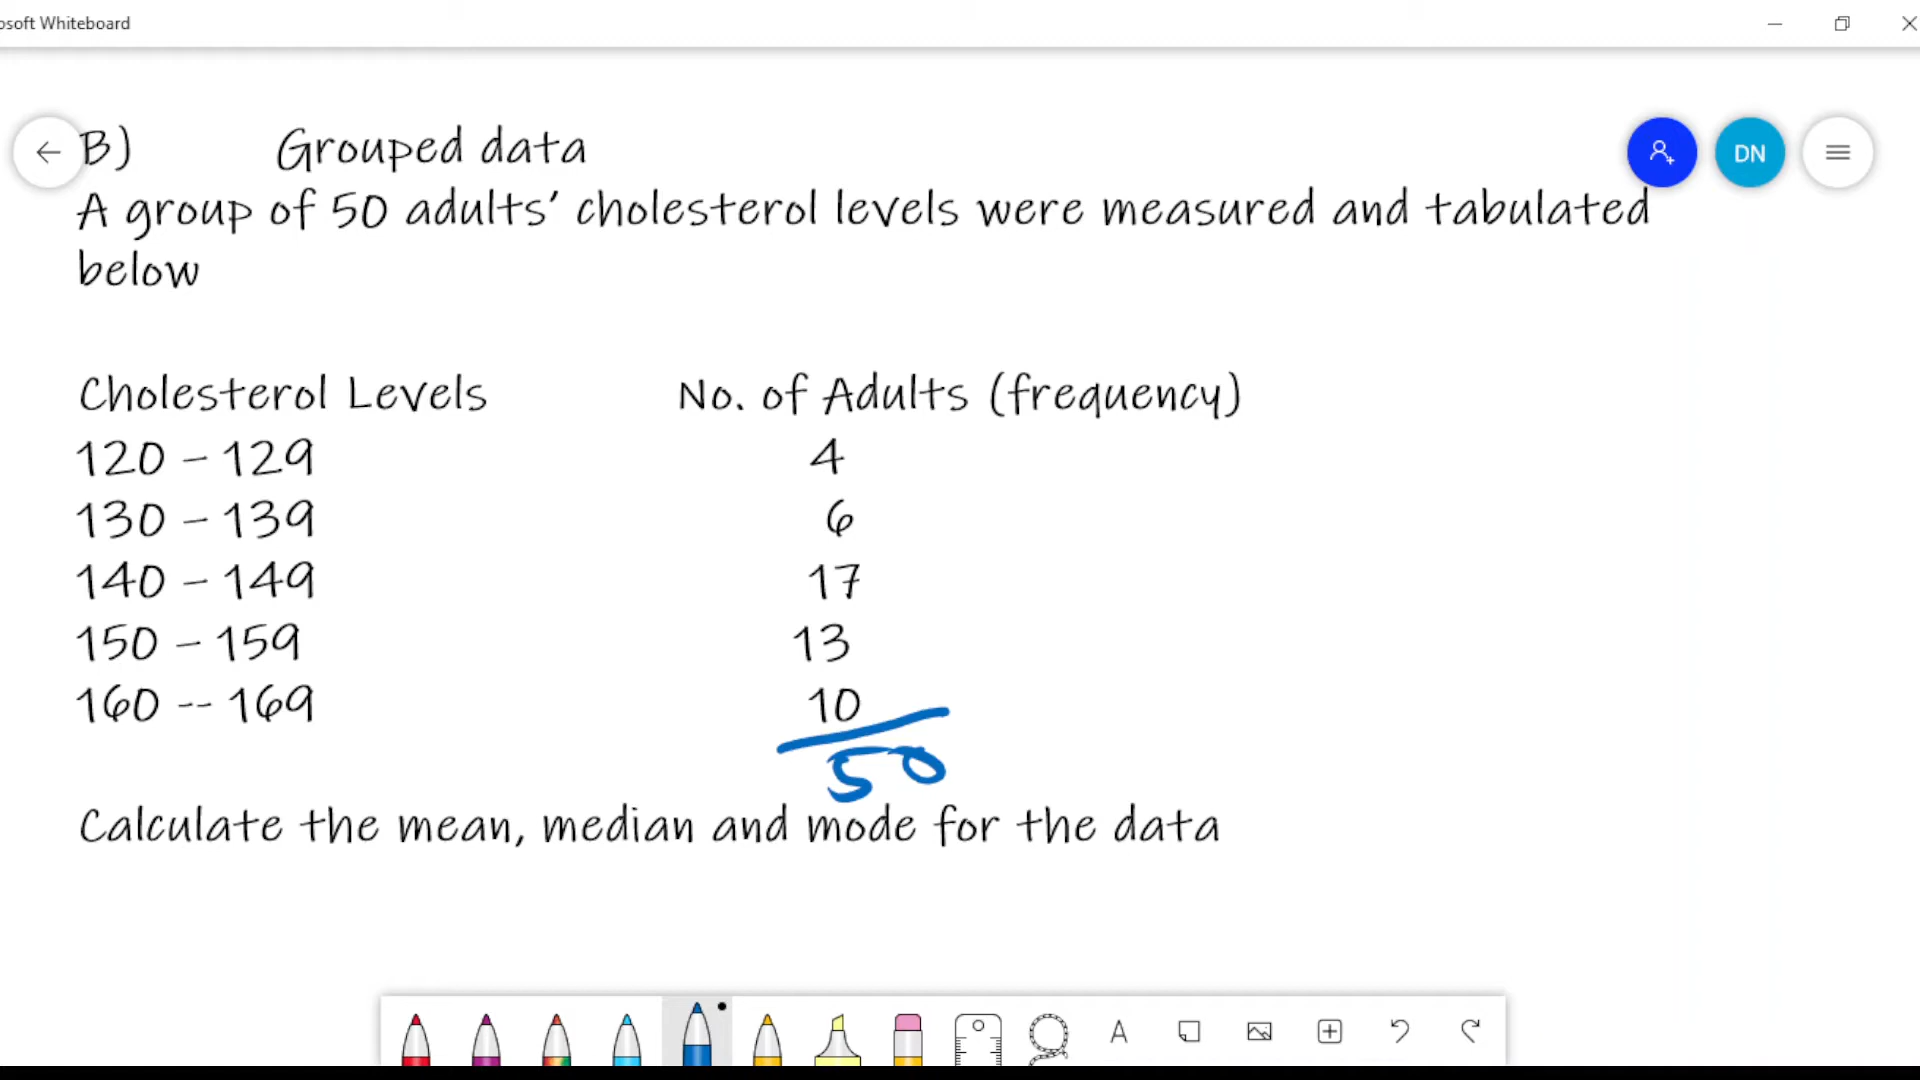 osoft Whiteboard
B) Grouped data
DN
A group of 50 adults' cholesterol levels were measured and tabulated
below
Cholesterol Levels No. of Adults (frequency)
120 – 129 4
130 – 139 6
140 – 149 17
150 – 159 13
160 -- 169 10
50
Calculate the mean, median and mode for the data
A